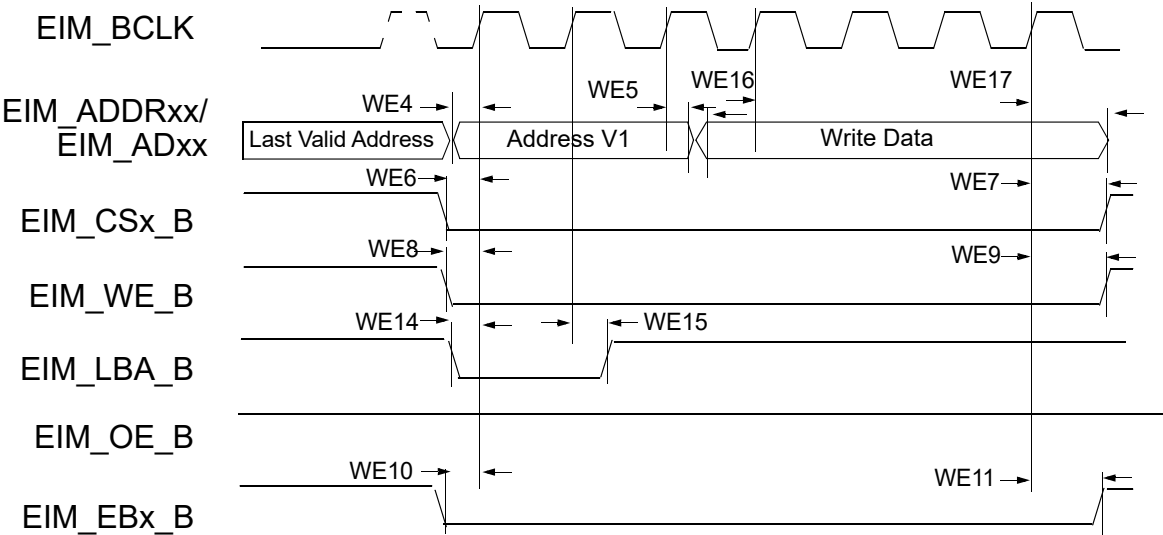 EIM_BCLK
WE5
WE16
WE17
EIM_ADDRxx/
WE4
EIM_ADxx
Last Valid Address
Address V1
Write Data
WE6
WE7
EIM_CSx_B
WE8
WE9
EIM_WE_B
WE14
WE15
EIM_LBA_B
EIM_OE_B
WE10
WE11
EIM_EBx_B